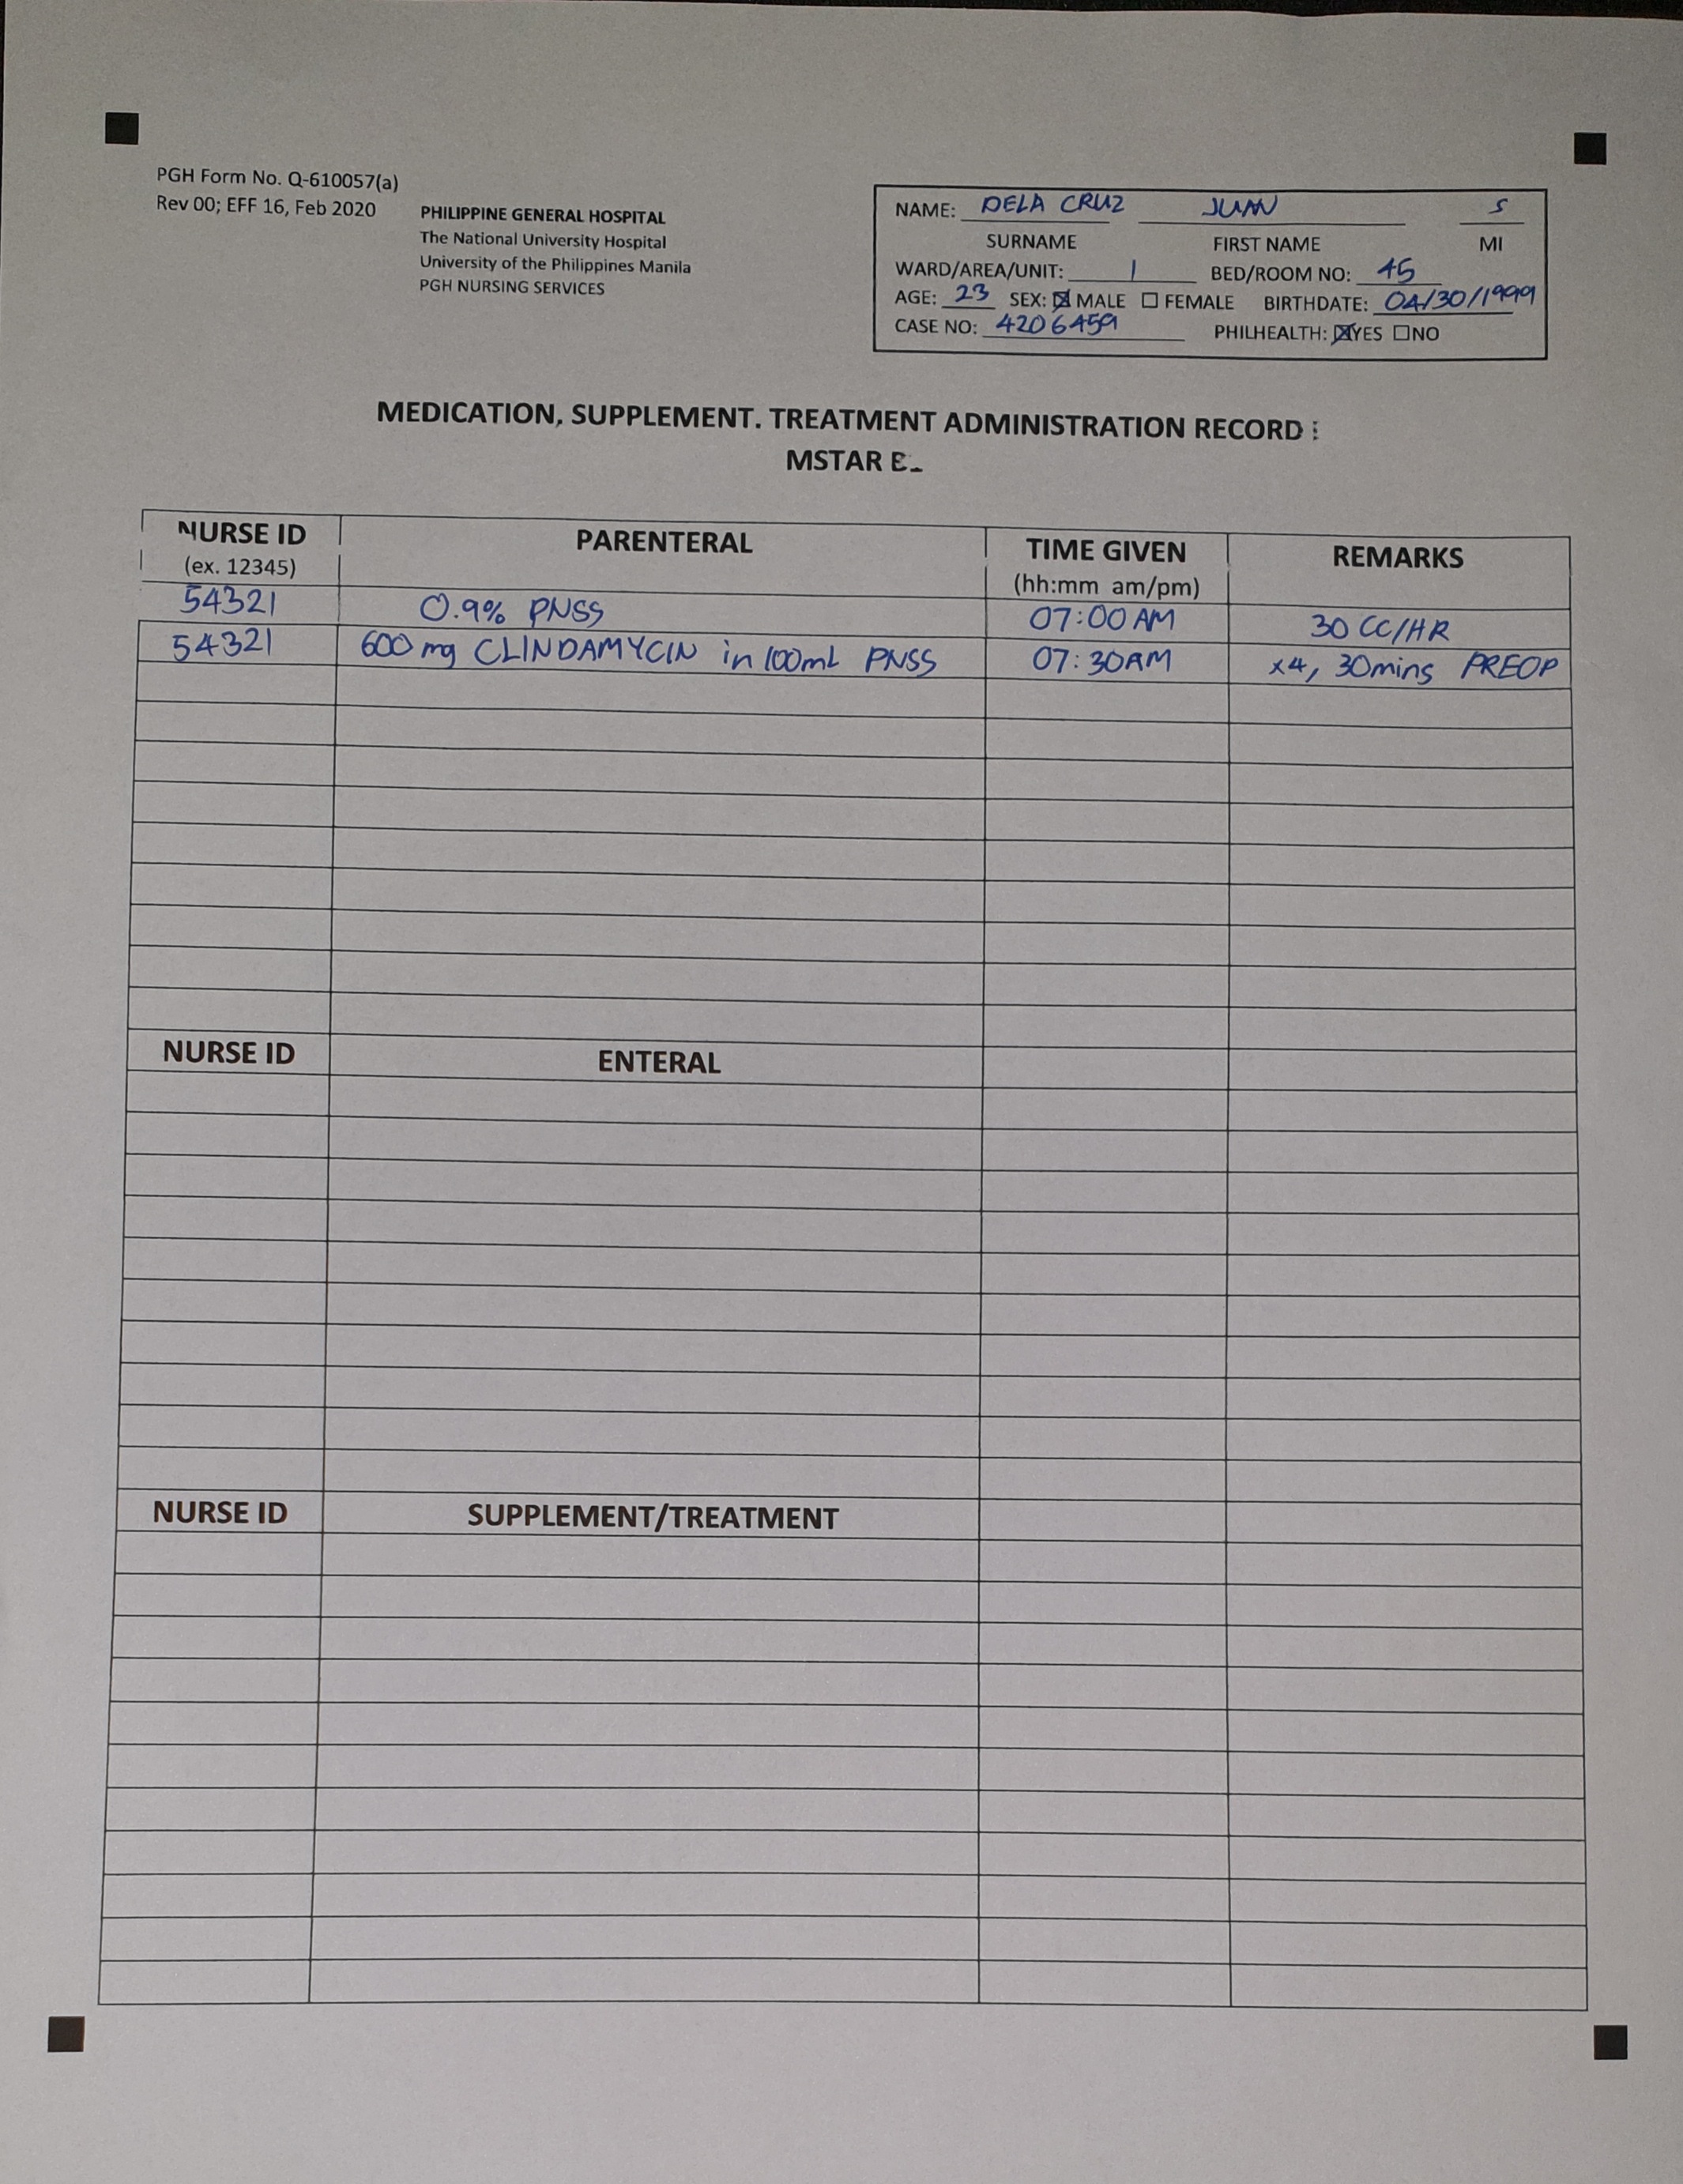 PGH Form No. Q-610057(a)
Rev 00; EFF 16, Feb 2020
PHILIPPINE GENERAL HOSPITAL
The National University Hospital
University of the Philippines Manila
PGH NURSING SERVICES
NAME: DELA CRUZ JUAN S
SURNAME FIRST NAME MI
WARD/AREA/UNIT: 1 BED/ROOM NO: 45
AGE: 23 SEX: ☒ MALE ☐ FEMALE BIRTHDATE: 04/30/1999
CASE NO: 4206459 PHILHEALTH: ☒YES ☐NO
MEDICATION, SUPPLEMENT. TREATMENT ADMINISTRATION RECORD
MSTAR
NURSE ID PARENTERAL TIME GIVEN REMARKS
(ex. 12345) (hh:mm am/pm)
54321 0.9% PNSS 07:00 AM 30 CC/HR
54321 600 mg CLINDAMYCIN in 100mL PNSS 07:30AM x4, 30mins PREOP
NURSE ID ENTERAL
NURSE ID SUPPLEMENT/TREATMENT